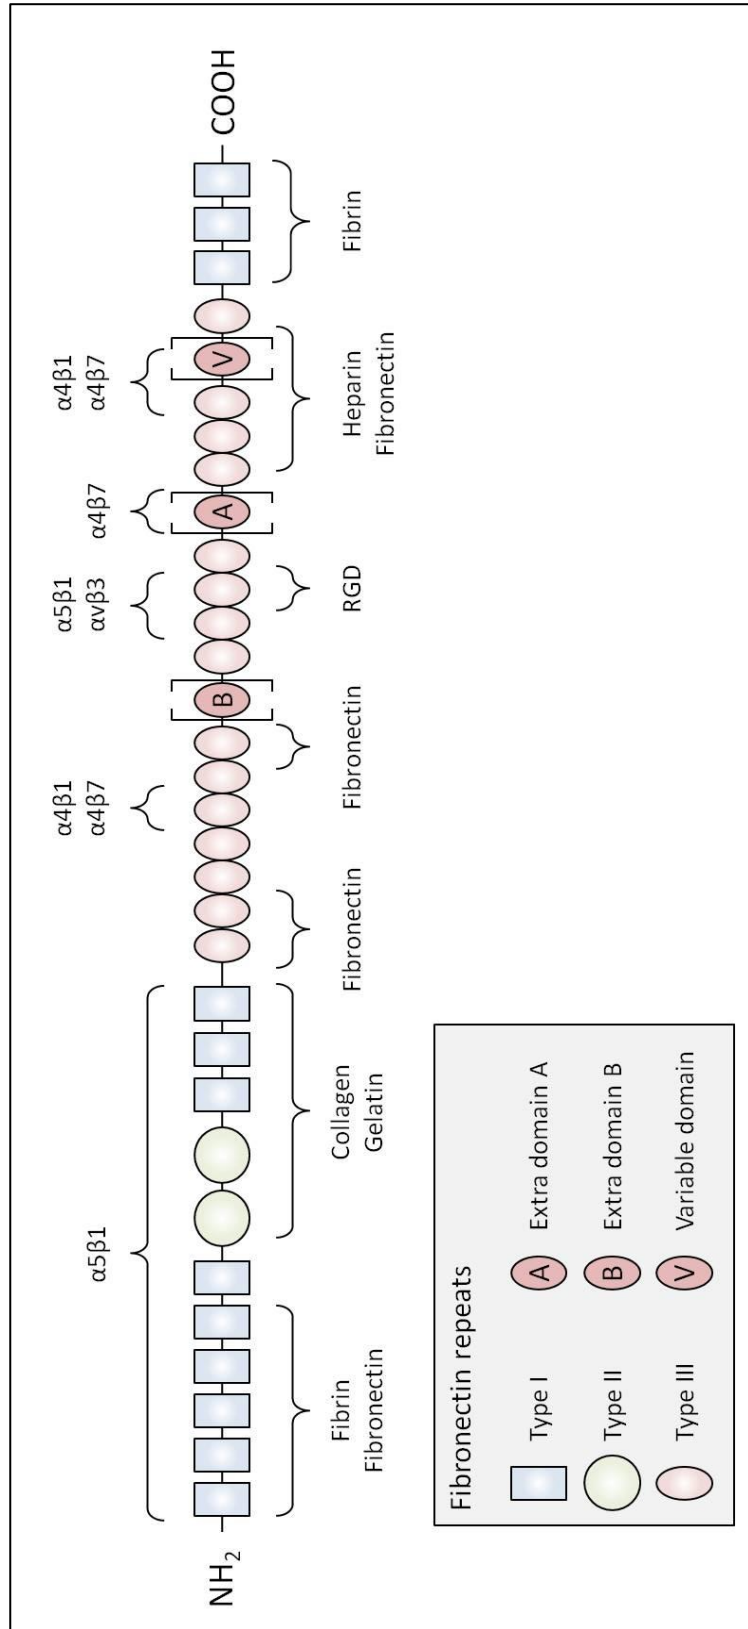 α5β1
α4β1
α4β7
α5β1
αvβ3
α4β7
α4β1
α4β7
NH₂
B
A
V
COOH
Fibrin
Fibronectin
Collagen
Gelatin
Fibronectin
Fibronectin
RGD
Heparin
Fibronectin
Fibrin
Fibronectin repeats
Type I
A
Extra domain A
Type II
B
Extra domain B
Type III
V
Variable domain